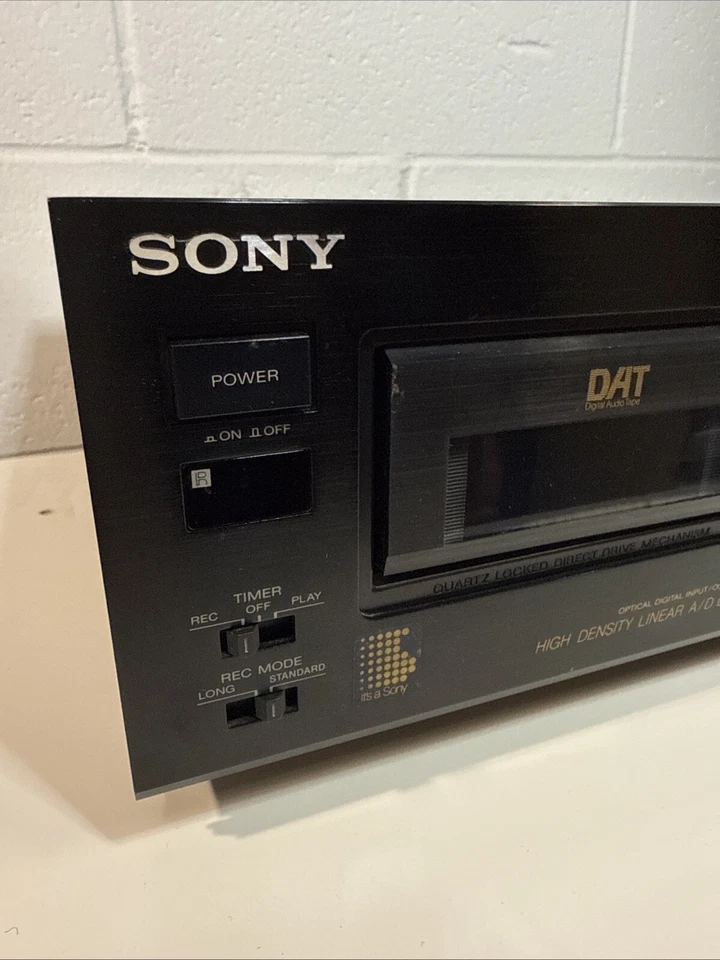 SONY
POWER
ON OFF
R
DAT
Digital Audio Tape
QUARTZ LOCKED DIRECT DRIVE MECHANISM
TIMER
REC OFF PLAY
OPTICAL DIGITAL INPUT/
HIGH DENSITY LINEAR A/D
REC MODE
LONG STANDARD
It's a Sony